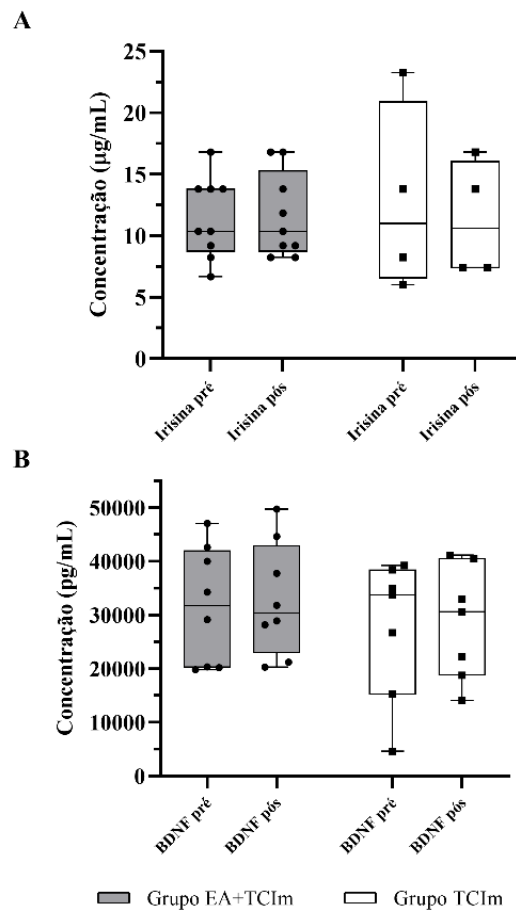 A
Concentração (µg/mL)
25
20
15
10
5
0
Irisina pré
Irisina pós
Irisina pré
Irisina pós
B
Concentração (pg/mL)
50000
40000
30000
20000
10000
0
BDNF pré
BDNF pós
BDNF pré
BDNF pós
Grupo EA+TCIm
Grupo TCIm